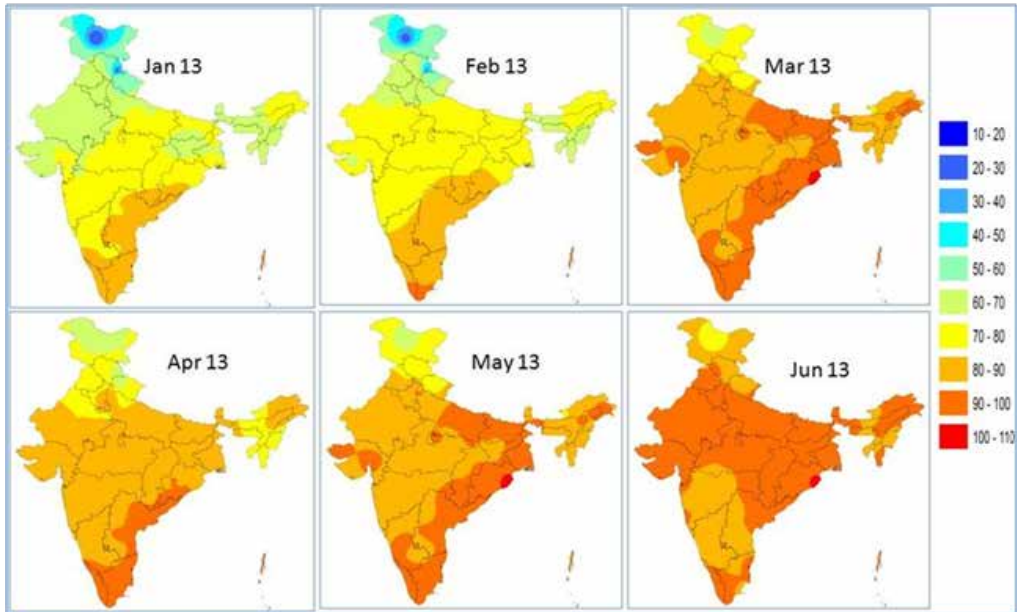 Jan 13
Feb 13
Mar 13
10 - 20
20 - 30
30 - 40
40 - 50
50 - 60
60 - 70
70 - 80
80 - 90
90 - 100
100 - 110
Apr 13
May 13
Jun 13